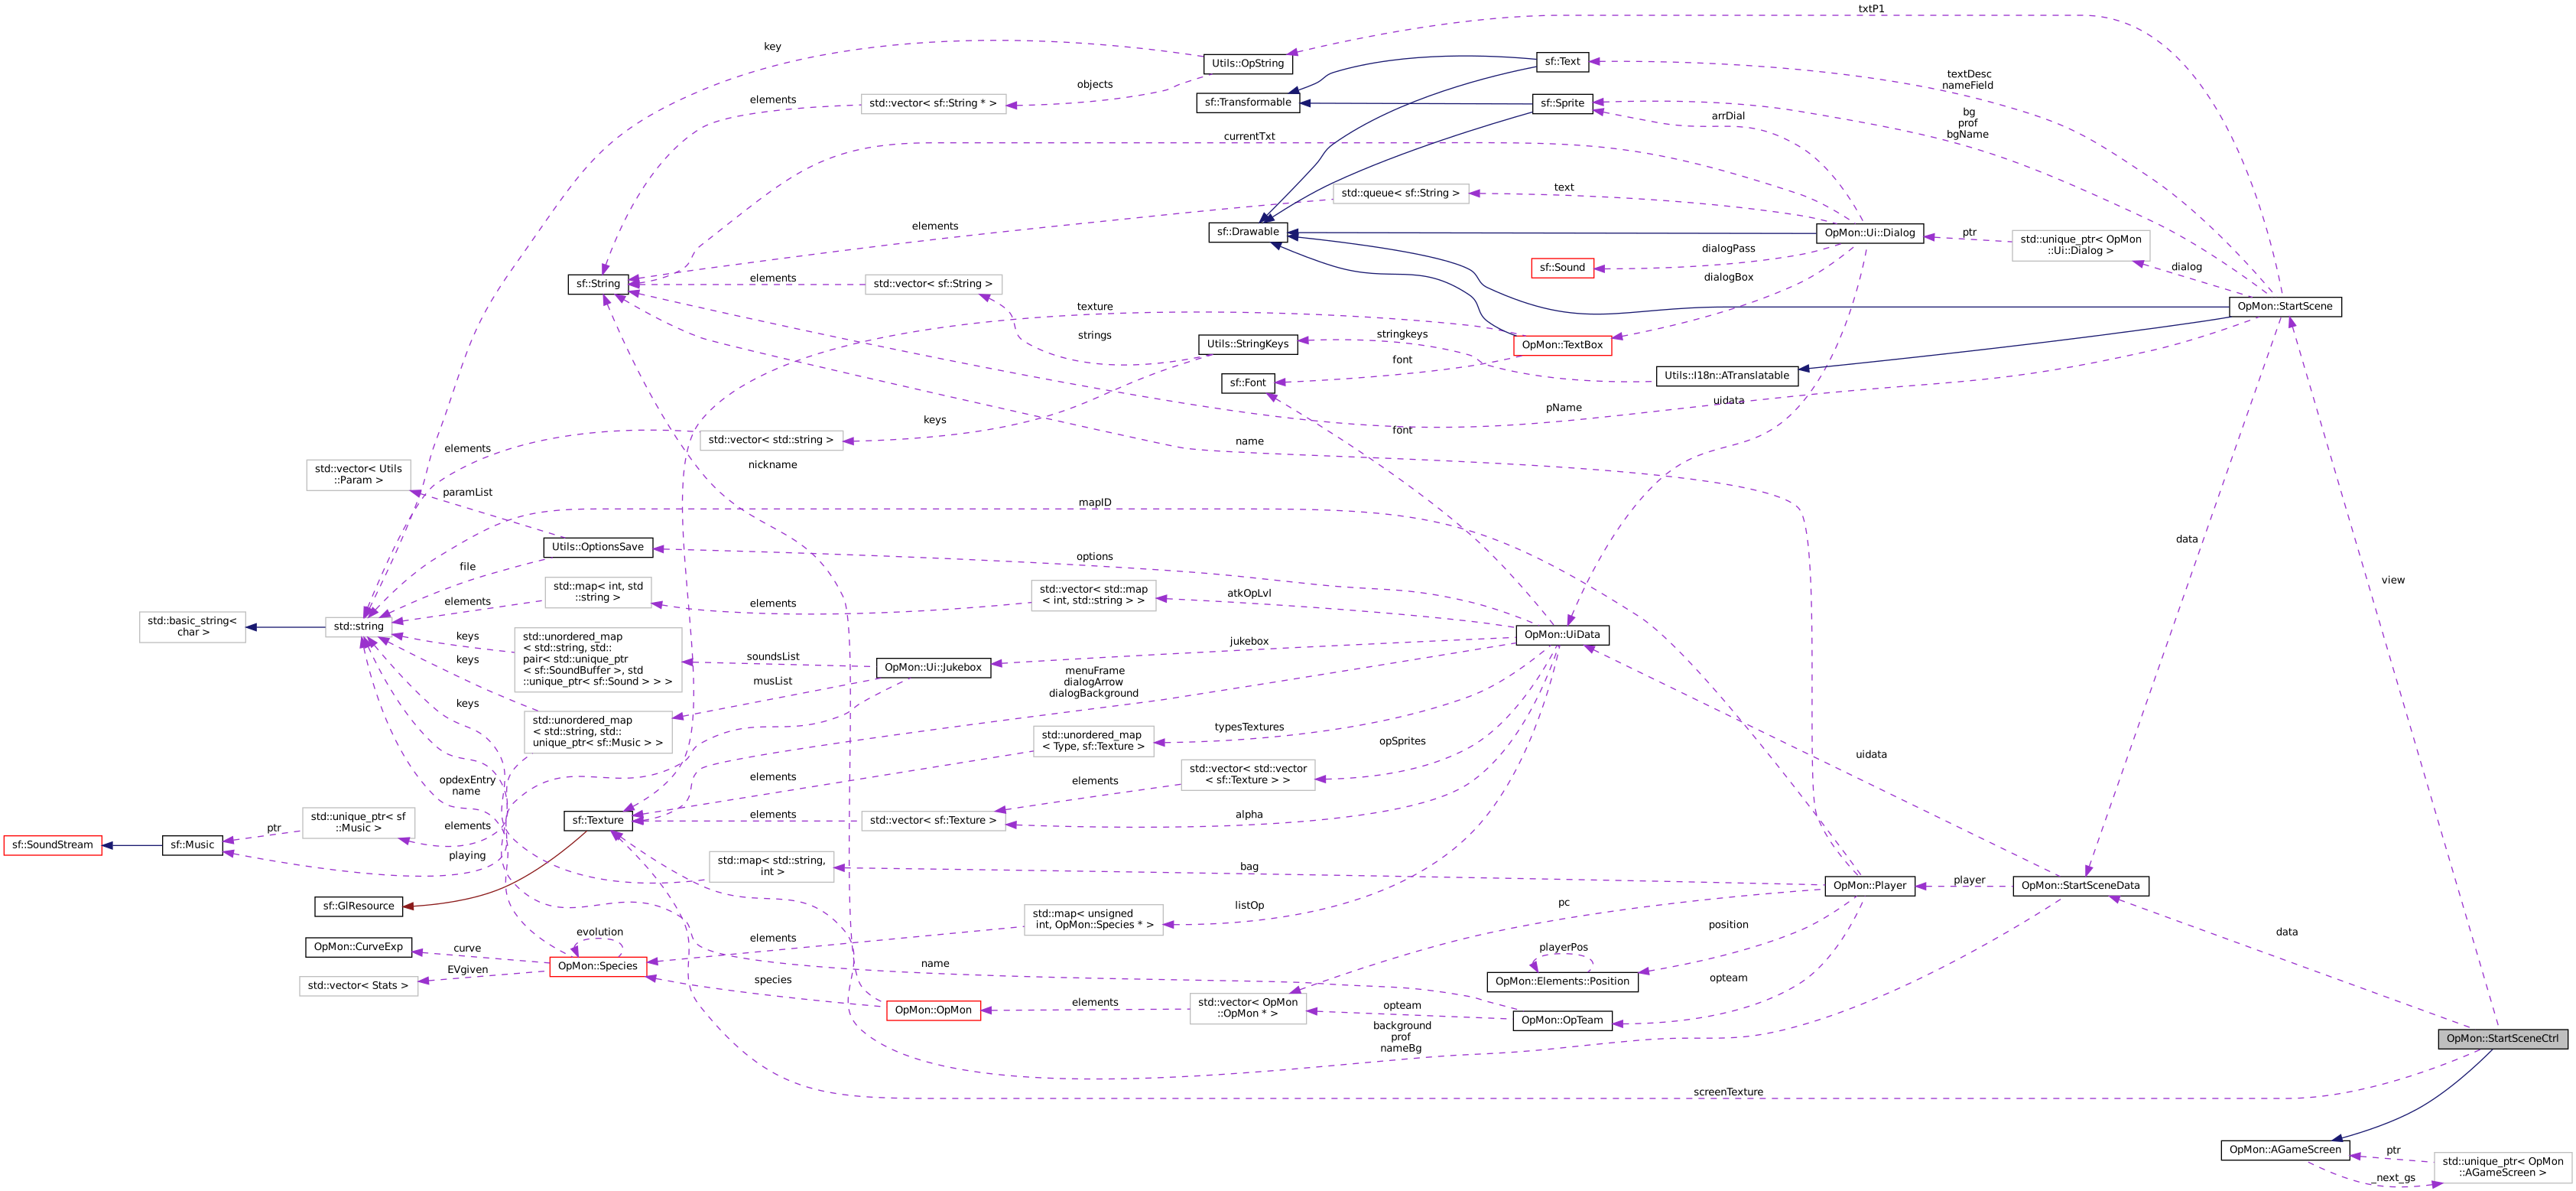 txtP1
key
Utils::OpString
sf::Text
textDesc
nameField
objects
elements
std::vector< sf::String * >
sf::Transformable
sf::Sprite
bg
prof
bgName
arrDial
currentTxt
std::queue< sf::String >
text
elements
sf::Drawable
OpMon::Ui::Dialog
ptr
std::unique_ptr< OpMon
::Ui::Dialog >
dialogPass
sf::Sound
dialog
dialogBox
sf::String
elements
std::vector< sf::String >
texture
OpMon::StartScene
strings
Utils::StringKeys
stringkeys
OpMon::TextBox
font
sf::Font
Utils::I18n::ATranslatable
pName
uidata
keys
font
std::vector< std::string >
name
elements
nickname
std::vector< Utils
::Param >
paramList
mapID
Utils::OptionsSave
options
data
file
view
std::map< int, std
::string >
elements
elements
std::vector< std::map
< int, std::string > >
atkOpLvl
std::basic_string<
char >
std::string
keys
std::unordered_map
< std::string, std::
pair< std::unique_ptr
< sf::SoundBuffer >, std
::unique_ptr< sf::Sound > > >
soundsList
OpMon::Ui::Jukebox
jukebox
OpMon::UiData
keys
musList
menuFrame
dialogArrow
dialogBackground
keys
std::unordered_map
< std::string, std::
unique_ptr< sf::Music > >
std::unordered_map
< Type, sf::Texture >
typesTextures
opSprites
uidata
opdexEntry
name
elements
elements
std::vector< std::vector
< sf::Texture > >
std::unique_ptr< sf
::Music >
ptr
elements
sf::Texture
elements
std::vector< sf::Texture >
alpha
sf::SoundStream
sf::Music
playing
std::map< std::string,
int >
bag
player
OpMon::Player
OpMon::StartSceneData
sf::GlResource
std::map< unsigned
int, OpMon::Species * >
listOp
pc
position
evolution
elements
data
OpMon::CurveExp
curve
OpMon::Species
playerPos
name
EVgiven
species
OpMon::Elements::Position
opteam
std::vector< Stats >
OpMon::OpMon
elements
std::vector< OpMon
::OpMon * >
opteam
OpMon::OpTeam
background
prof
nameBg
OpMon::StartSceneCtrl
screenTexture
OpMon::AGameScreen
ptr
std::unique_ptr< OpMon
::AGameScreen >
_next_gs